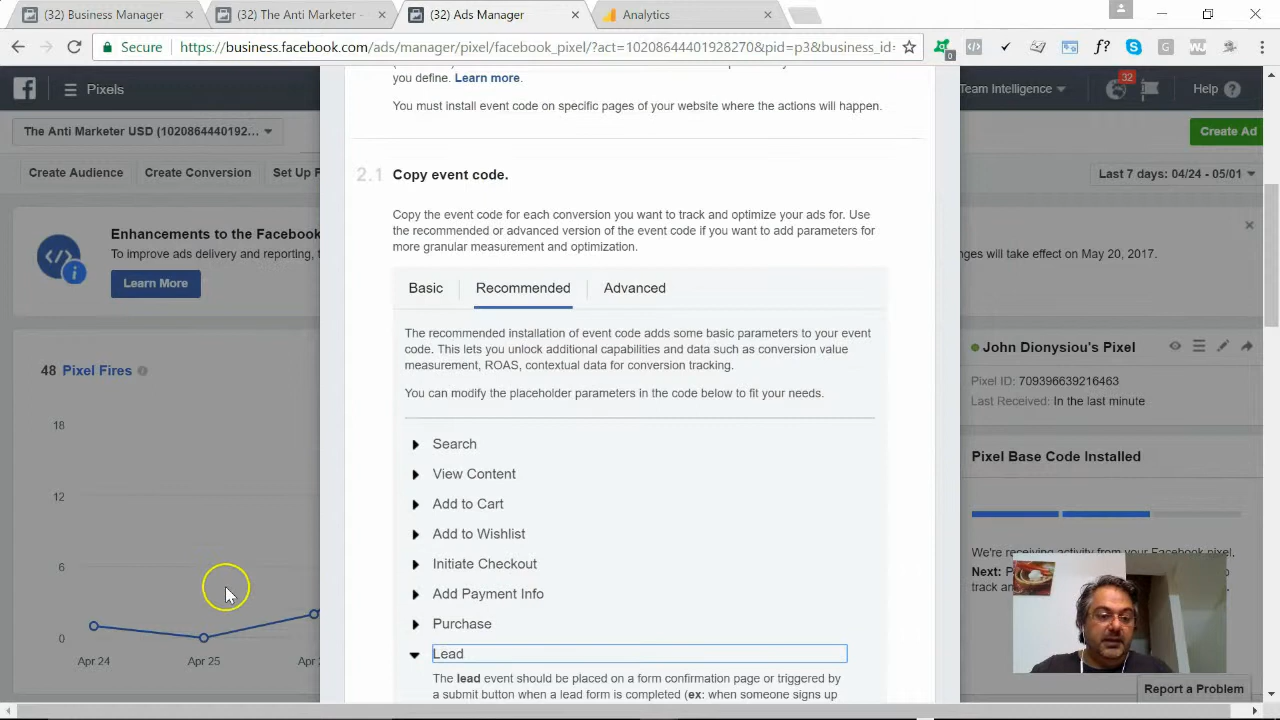 (32) Business Manager
(32) The Anti Marketer -
(32) Ads Manager
Analytics
Secure
https://business.facebook.com/ads/manager/pixel/facebook_pixel/?act=10208644401928270&pid=p3&business_id=
0
Pixels
Team Intelligence
32
Help
The Anti Marketer USD (1020864440192...
Create Ad
Create Audience
Create Conversion
Set Up
Last 7 days: 04/24 - 05/01
Enhancements to the Facebook
To improve ads delivery and reporting,
nges will take effect on May 20, 2017.
Learn More
you define. Learn more.
You must install event code on specific pages of your website where the actions will happen.
2.1 Copy event code.
Copy the event code for each conversion you want to track and optimize your ads for. Use
the recommended or advanced version of the event code if you want to add parameters for
more granular measurement and optimization.
Basic
Recommended
Advanced
The recommended installation of event code adds some basic parameters to your event
code. This lets you unlock additional capabilities and data such as conversion value
measurement, ROAS, contextual data for conversion tracking.
You can modify the placeholder parameters in the code below to fit your needs.
Search
View Content
Add to Cart
Add to Wishlist
Initiate Checkout
Add Payment Info
Purchase
Lead
The lead event should be placed on a form confirmation page or triggered by
a submit button when a lead form is completed (ex: when someone signs up
48 Pixel Fires
18
12
6
0
Apr 24
Apr 25
Apr 2
John Dionysiou's Pixel
Pixel ID: 709396639216463
Last Received: In the last minute
Pixel Base Code Installed
We're receiving activity from your Facebook pixel.
Next:
track an
Report a Problem